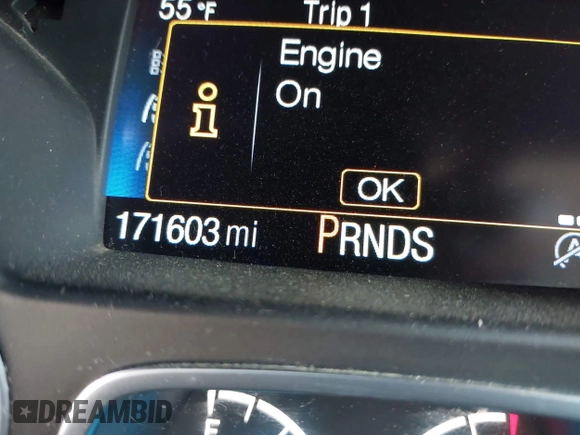 55°F Trip 1
Engine
On
OK
171603 mi PRNDS
F
DREAMBID